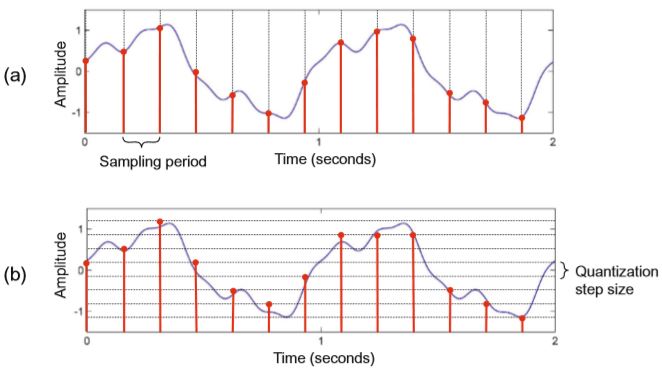 (a)
Amplitude
1
0
-1
0
1
2
Sampling period
Time (seconds)
(b)
Amplitude
1
0
-1
Quantization
step size
0
1
2
Time (seconds)